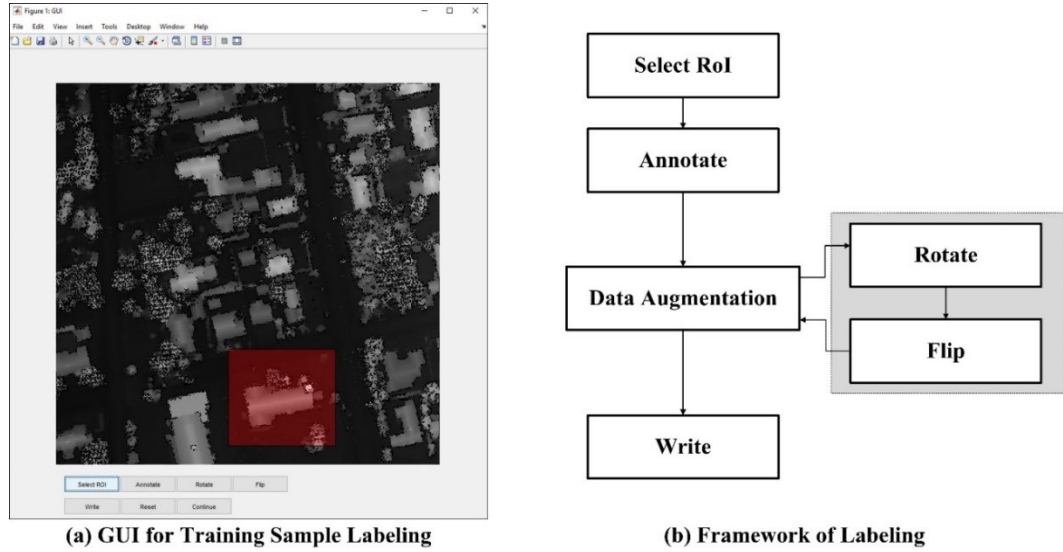 Figure 1: GUI
File Edit View Insert Tools Desktop Window Help
Select ROI Annotate Rotate Flip
Write Reset Continue
(a) GUI for Training Sample Labeling
Select RoI
Annotate
Data Augmentation
Rotate
Flip
Write
(b) Framework of Labeling